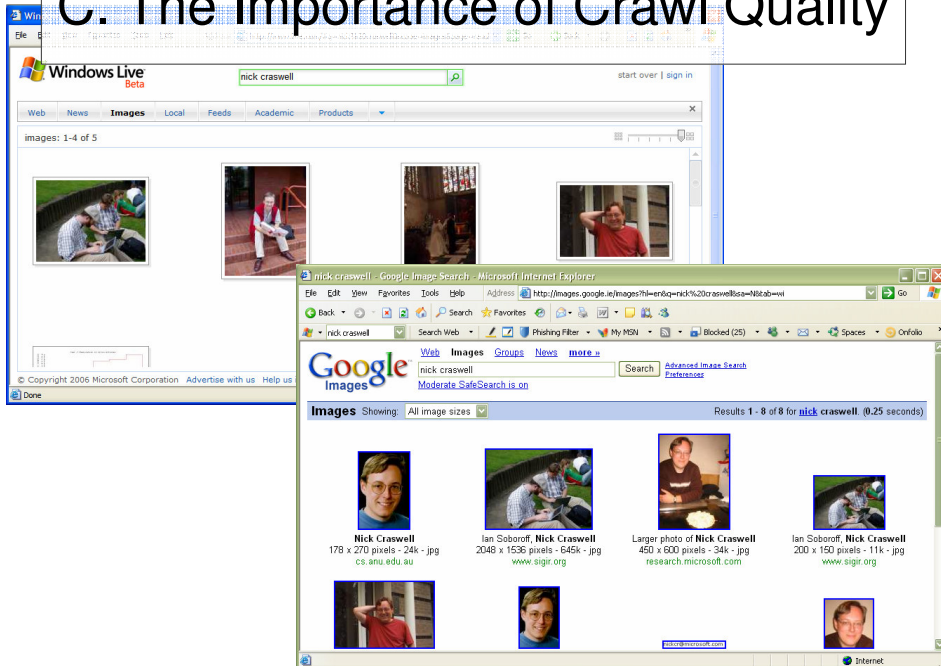 C. The Importance of Crawl Quality
Windows Live
Beta
nick craswell
start over | sign in
Web News Images Local Feeds Academic Products
images: 1-4 of 5
© Copyright 2006 Microsoft Corporation Advertise with us Help us
Done
nick craswell - Google Image Search - Microsoft Internet Explorer
File Edit View Favorites Tools Help Address http://images.google.ie/images?hl=en&q=nick%20craswell&sa=N&tab=wi Go
Back Search Favorites
nick craswell Search Web Phishing Filter My MSN Blocked (25) Spaces Onfolio
Google
Images
Web Images Groups News more »
nick craswell Search Advanced Image Search
Preferences
Moderate SafeSearch is on
Images Showing: All image sizes Results 1 - 8 of 8 for nick craswell. (0.25 seconds)
Nick Craswell Ian Soboroff, Nick Craswell Larger photo of Nick Craswell Ian Soboroff, Nick Craswell
178 x 270 pixels - 24k - jpg 2048 x 1536 pixels - 645k - jpg 450 x 600 pixels - 34k - jpg 200 x 150 pixels - 11k - jpg
cs.anu.edu.au www.sigir.org research.microsoft.com www.sigir.org
nickcr@microsoft.com
Internet